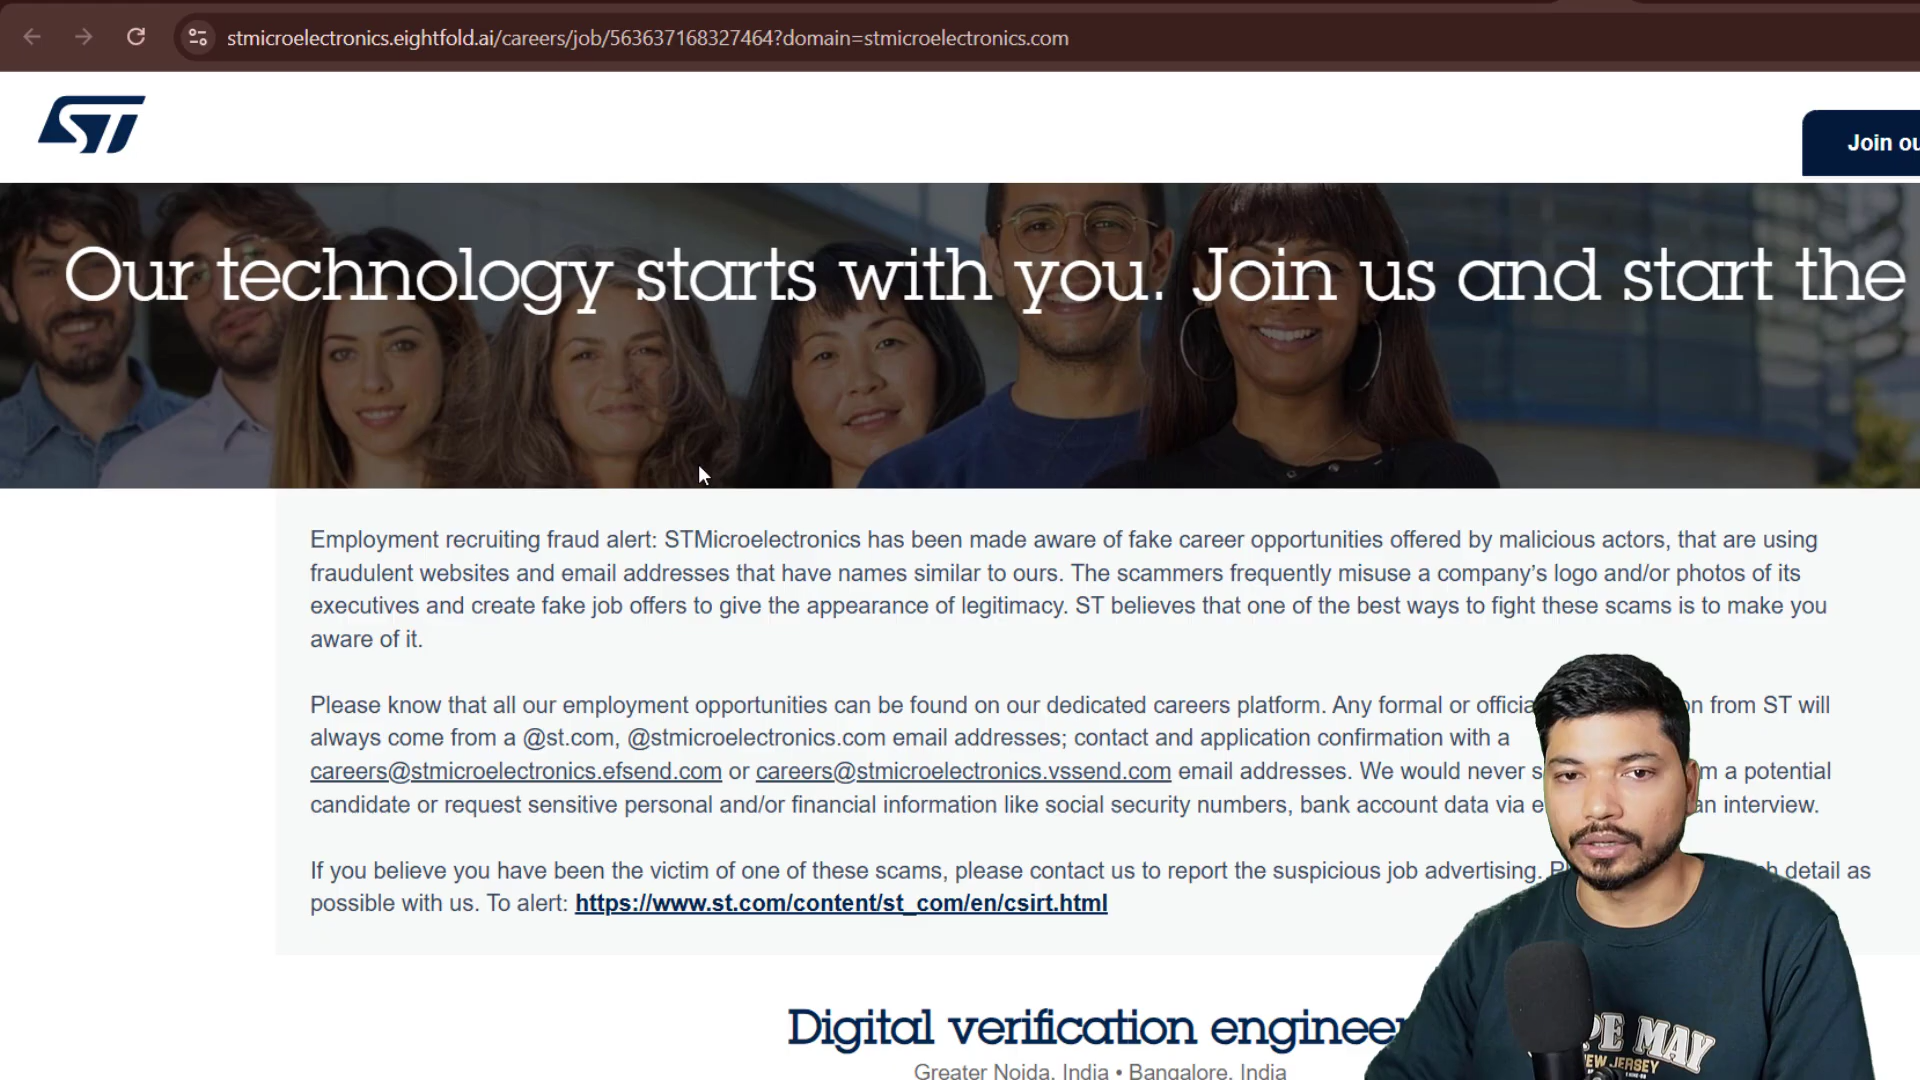 stmicroelectronics.eightfold.ai/careers/job/563637168327464?domain=stmicroelectronics.com
ST
Join
Our technology starts with you. Join us and start the
Employment recruiting fraud alert: STMicroelectronics has been made aware of fake career opportunities offered by malicious actors, that are using
fraudulent websites and email addresses that have names similar to ours. The scammers frequently misuse a company's logo and/or photos of its
executives and create fake job offers to give the appearance of legitimacy. ST believes that one of the best ways to fight these scams is to make you
aware of it.
Please know that all our employment opportunities can be found on our dedicated careers platform. Any formal or from ST will
always come from a @st.com, @stmicroelectronics.com email addresses; contact and application confirmation with a
careers@stmicroelectronics.efsend.com or careers@stmicroelectronics.vssend.com email addresses. We would never a potential
candidate or request sensitive personal and/or financial information like social security numbers, bank account data via an interview.
If you believe you have been the victim of one of these scams, please contact us to report the suspicious job advertising. detail as
possible with us. To alert: https://www.st.com/content/st_com/en/csirt.html
Digital verification engineer
Greater Noida, India • Bangalore, India
MAY
JERSEY